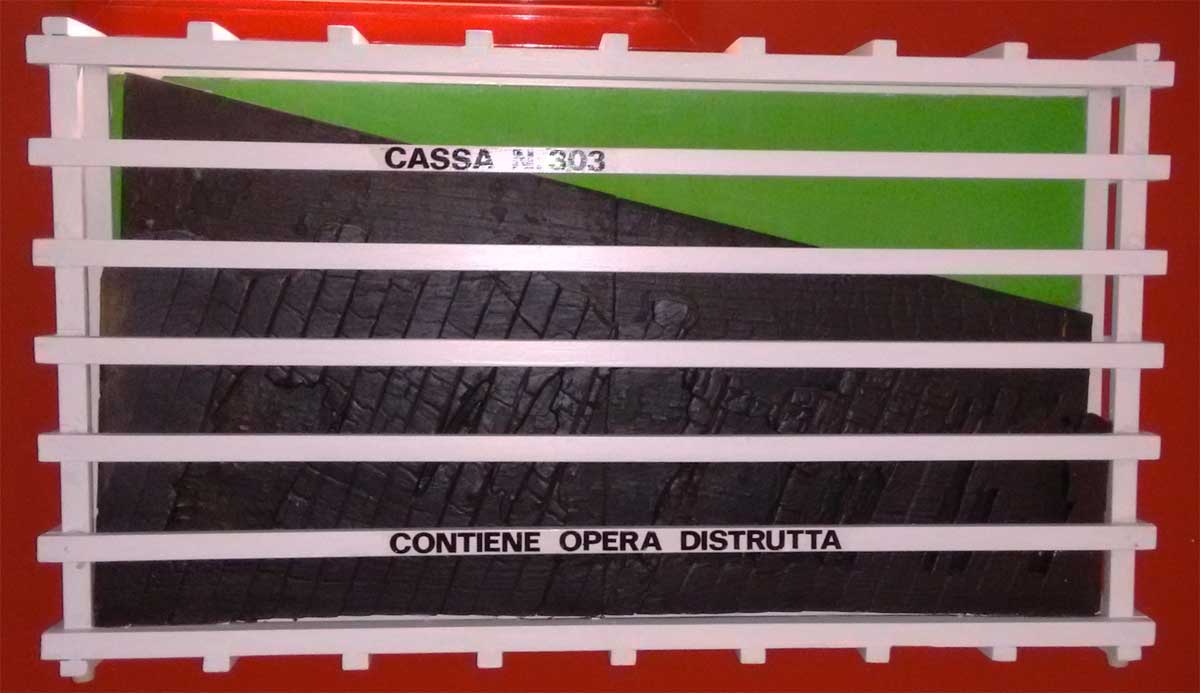 CASSA N. 303
CONTIENE OPERA DISTRUTTA